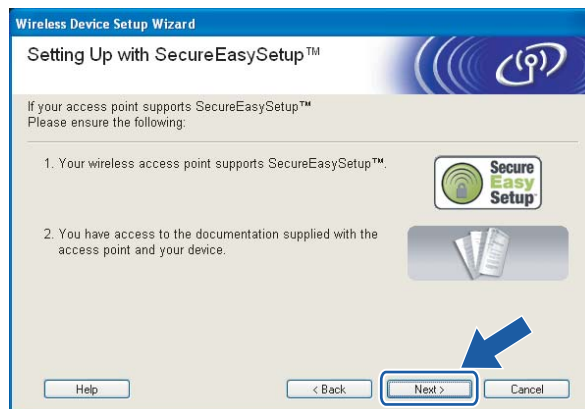 Wireless Device Setup Wizard
Setting Up with SecureEasySetup™
If your access point supports SecureEasySetup™
Please ensure the following:
1. Your wireless access point supports SecureEasySetup™.
Secure
Easy
Setup
2. You have access to the documentation supplied with the
access point and your device.
Help
< Back
Next >
Cancel